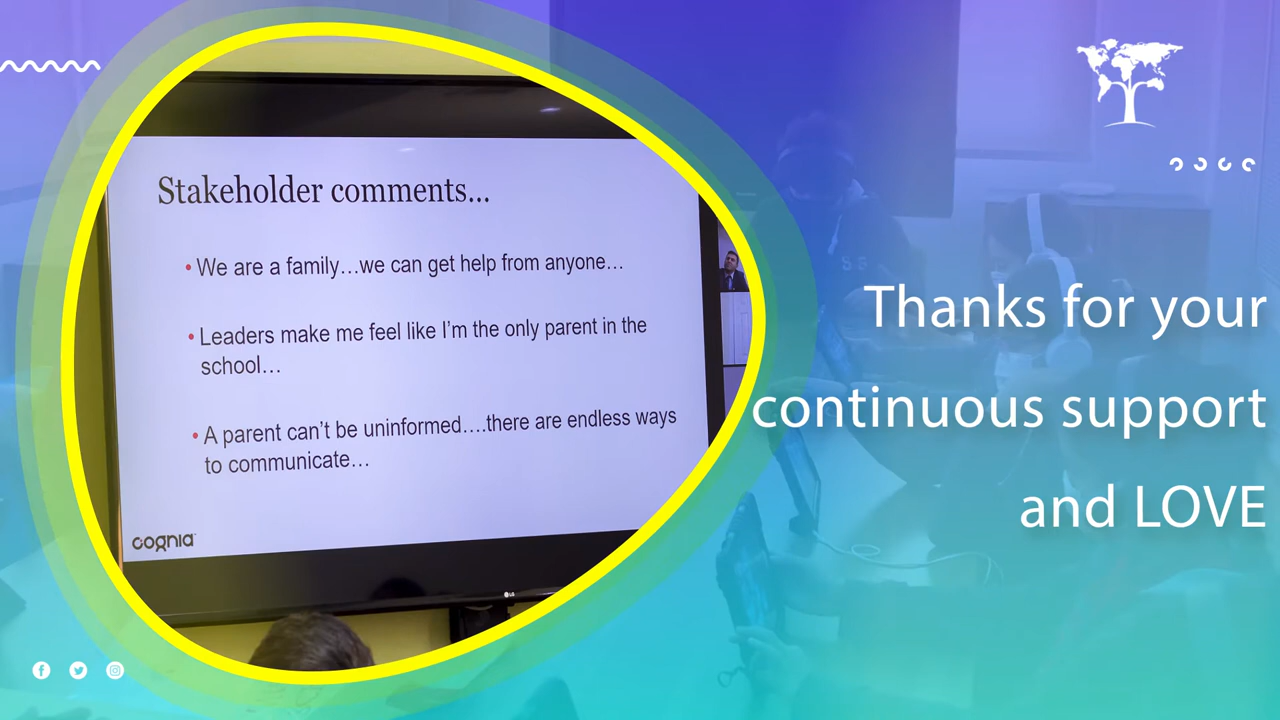 Stakeholder comments...
• We are a family…we can get help from anyone…
• Leaders make me feel like I’m the only parent in the
school…
• A parent can’t be uninformed….there are endless ways
to communicate…
cognia
LG
Thanks for your
continuous support
and LOVE